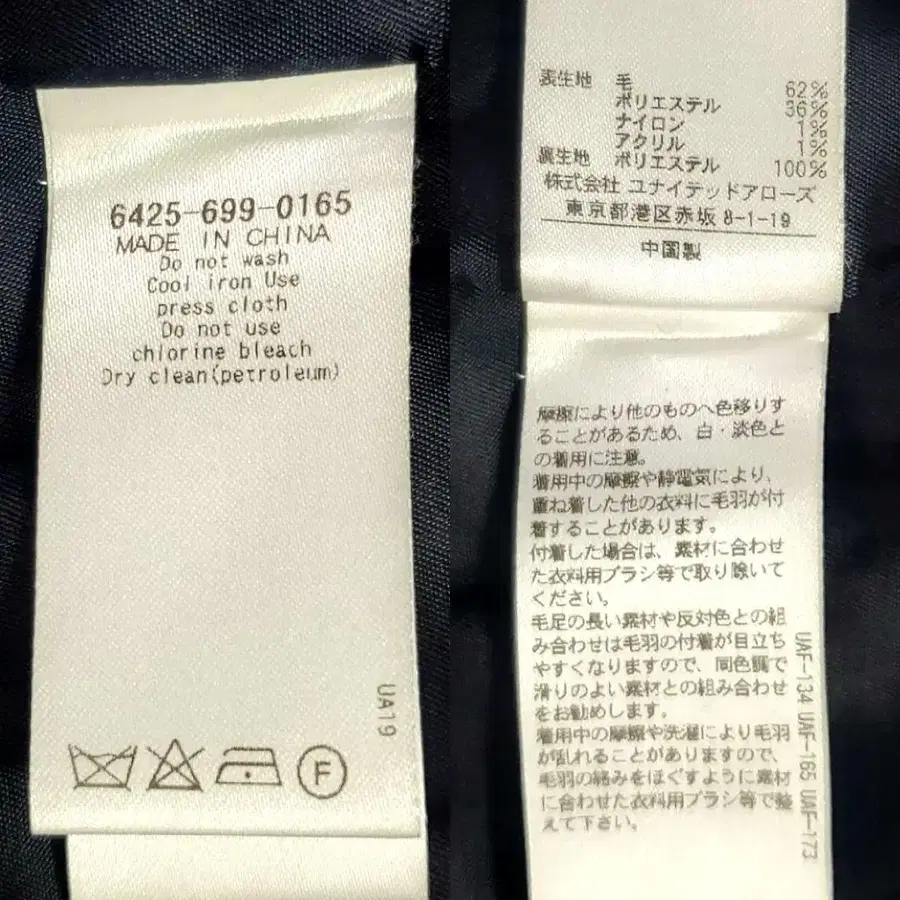 6425-699-0165
MADE IN CHINA
Do not wash
Cool iron Use
press cloth
Do not use
chlorine bleach
Dry clean(petroleum)
UA19
F
表生地 毛 62%
ポリエステル 36%
ナイロン 1%
アクリル 1%
裏生地 ポリエステル 100%
株式会社 ユナイテッドアローズ
東京都港区赤坂 8-1-19
中国製
摩擦により他のものへ色移りす
ることがあるため、白・淡色と
の着用に注意。
着用中の摩擦や静電気により、
重ね着した他の衣料に毛羽が付
着することがあります。
付着した場合は、素材に合わせ
た衣料用ブラシ等で取り除いて
ください。
毛足の長い素材や反対色との組
み合わせは毛羽の付着が目立ち
やすくなりますので、同色調で
滑りのよい素材との組み合わせ
をお勧めします。
着用中の摩擦や洗濯により毛羽
が乱れることがありますので、
毛羽の絡みをほぐすように素材
に合わせた衣料用ブラシ等で整
えて下さい。
UAF-134 UAF-165 UAF-173